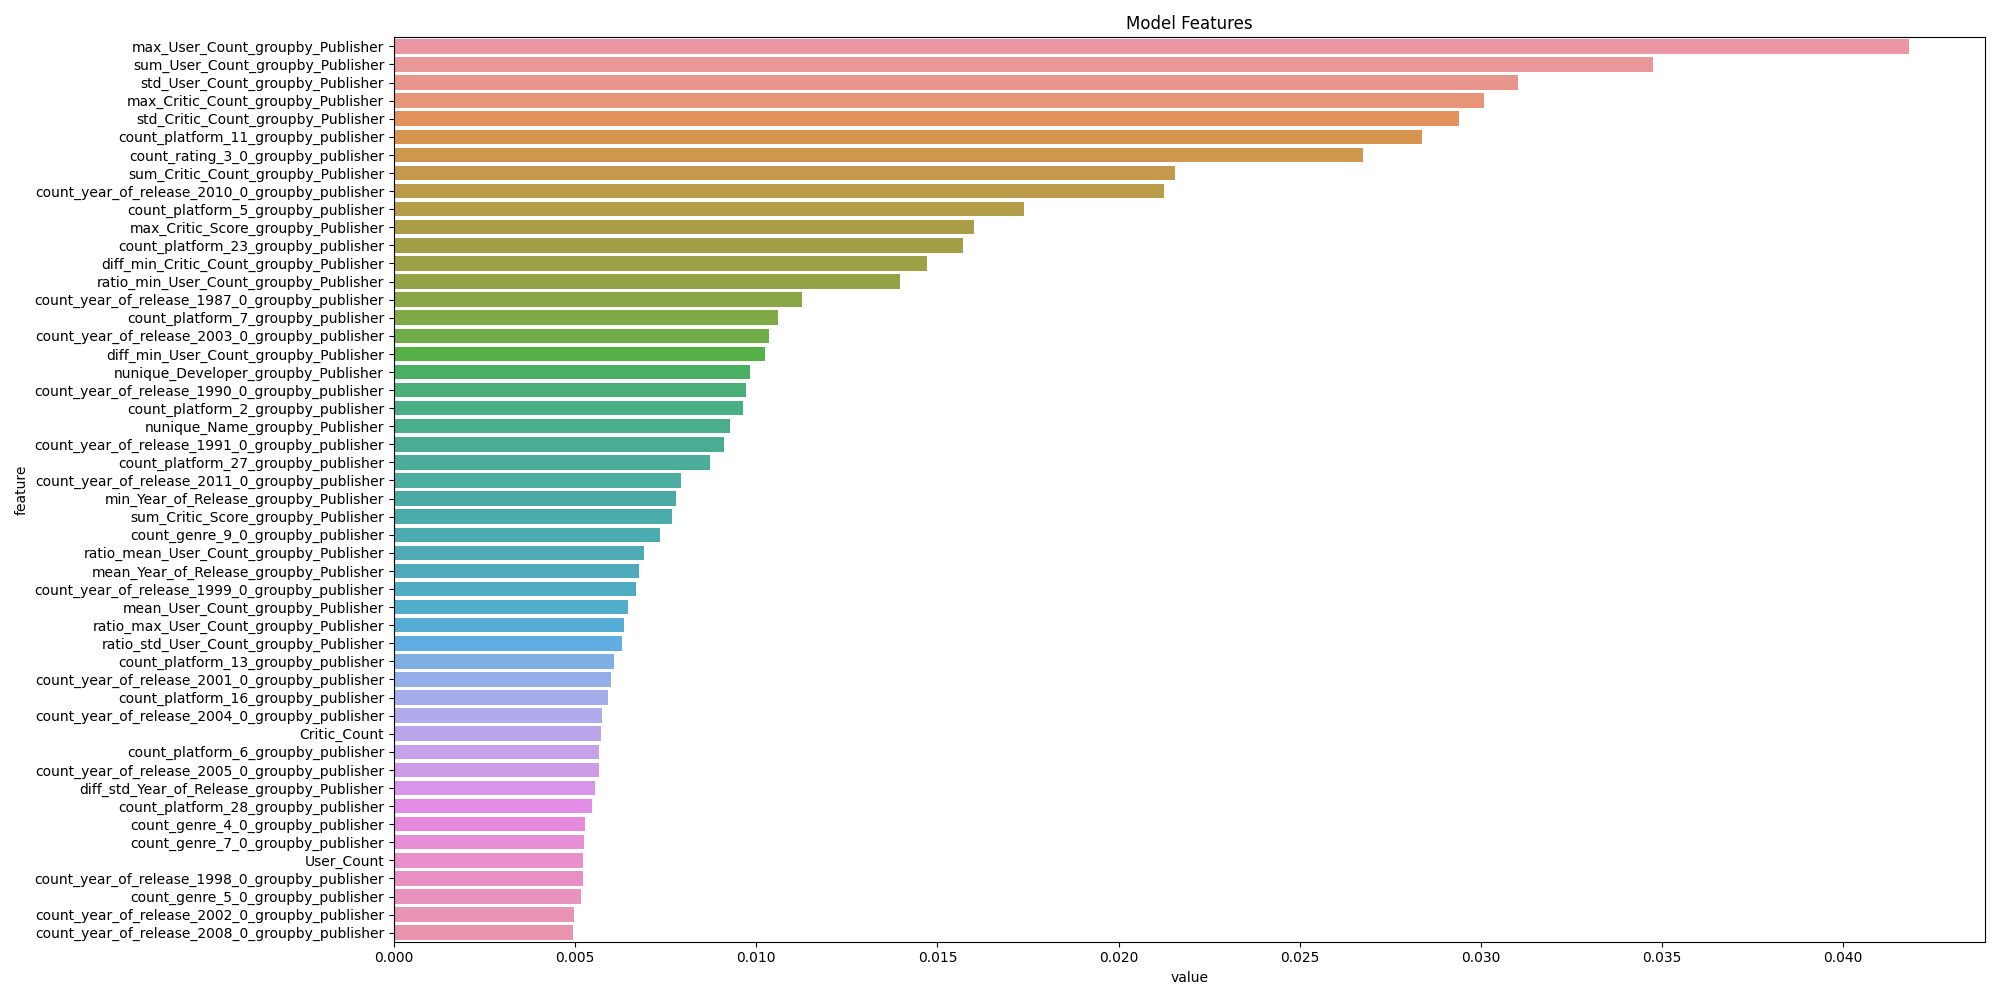 Model Features
feature
max_User_Count_groupby_Publisher
sum_User_Count_groupby_Publisher
std_User_Count_groupby_Publisher
max_Critic_Count_groupby_Publisher
std_Critic_Count_groupby_Publisher
count_platform_11_groupby_publisher
count_rating_3_0_groupby_publisher
sum_Critic_Count_groupby_Publisher
count_year_of_release_2010_0_groupby_publisher
count_platform_5_groupby_publisher
max_Critic_Score_groupby_Publisher
count_platform_23_groupby_publisher
diff_min_Critic_Count_groupby_Publisher
ratio_min_User_Count_groupby_Publisher
count_year_of_release_1987_0_groupby_publisher
count_platform_7_groupby_publisher
count_year_of_release_2003_0_groupby_publisher
diff_min_User_Count_groupby_Publisher
nunique_Developer_groupby_Publisher
count_year_of_release_1990_0_groupby_publisher
count_platform_2_groupby_publisher
nunique_Name_groupby_Publisher
count_year_of_release_1991_0_groupby_publisher
count_platform_27_groupby_publisher
count_year_of_release_2011_0_groupby_publisher
min_Year_of_Release_groupby_Publisher
sum_Critic_Score_groupby_Publisher
count_genre_9_0_groupby_publisher
ratio_mean_User_Count_groupby_Publisher
mean_Year_of_Release_groupby_Publisher
count_year_of_release_1999_0_groupby_publisher
mean_User_Count_groupby_Publisher
ratio_max_User_Count_groupby_Publisher
ratio_std_User_Count_groupby_Publisher
count_platform_13_groupby_publisher
count_year_of_release_2001_0_groupby_publisher
count_platform_16_groupby_publisher
count_year_of_release_2004_0_groupby_publisher
Critic_Count
count_platform_6_groupby_publisher
count_year_of_release_2005_0_groupby_publisher
diff_std_Year_of_Release_groupby_Publisher
count_platform_28_groupby_publisher
count_genre_4_0_groupby_publisher
count_genre_7_0_groupby_publisher
User_Count
count_year_of_release_1998_0_groupby_publisher
count_genre_5_0_groupby_publisher
count_year_of_release_2002_0_groupby_publisher
count_year_of_release_2008_0_groupby_publisher
0.000 0.005 0.010 0.015 0.020 0.025 0.030 0.035 0.040
value